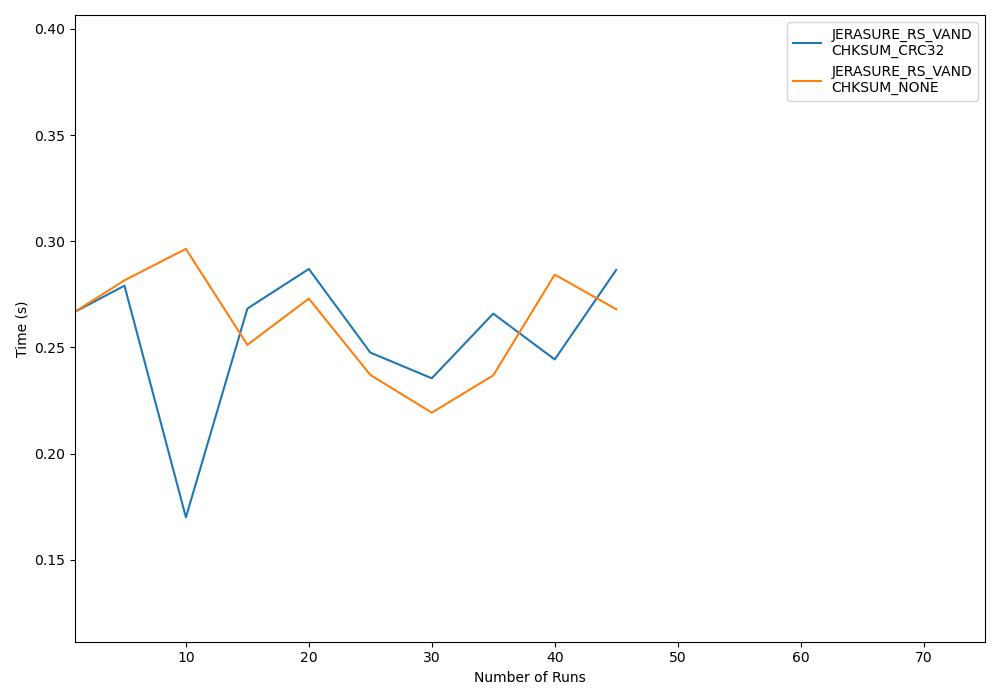 0.40
0.35
0.30
0.25
0.20
0.15
Time (s)
10 20 30 40 50 60 70
Number of Runs
JERASURE_RS_VAND
CHKSUM_CRC32
JERASURE_RS_VAND
CHKSUM_NONE